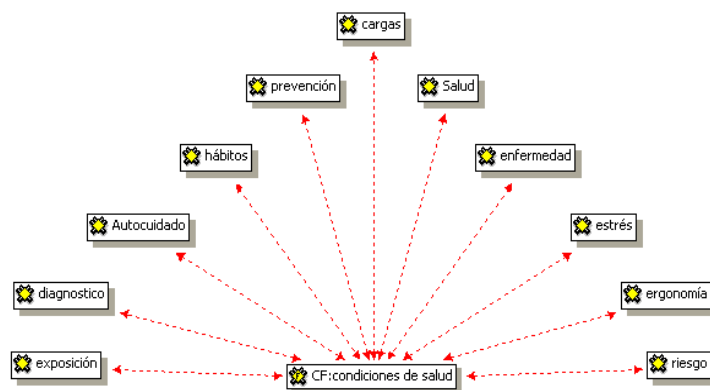 cargas
prevención
Salud
hábitos
enfermedad
Autocuidado
estrés
diagnostico
ergonomía
exposición
CF:condiciones de salud
riesgo